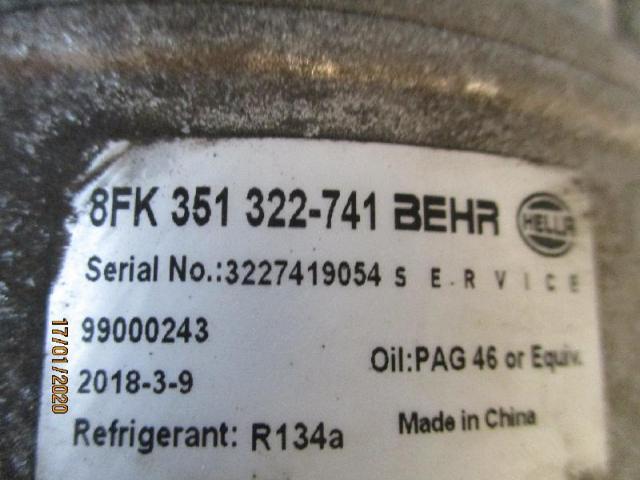 8FK 351 322-741 BEHR HELLA
Serial No.:3227419054 SERVICE
99000243
Oil:PAG 46 or Equiv.
2018-3-9
Made in China
Refrigerant: R134a
17/01/2020